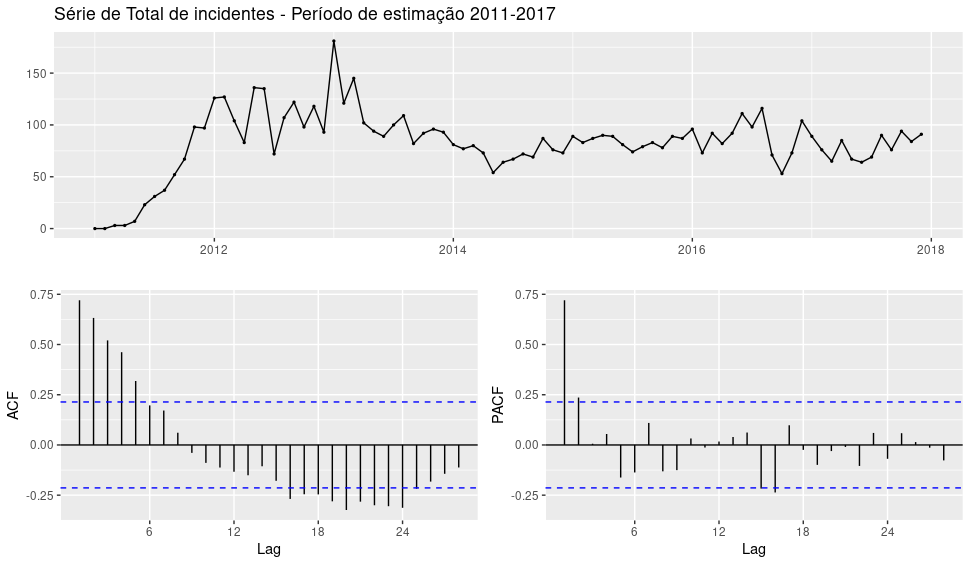 Série de Total de incidentes - Período de estimação 2011-2017
150
100
50
0
2012 2014 2016 2018
0.75
0.50
0.25
0.00
-0.25
ACF
6 12 18 24
Lag
0.75
0.50
0.25
0.00
-0.25
PACF
6 12 18 24
Lag